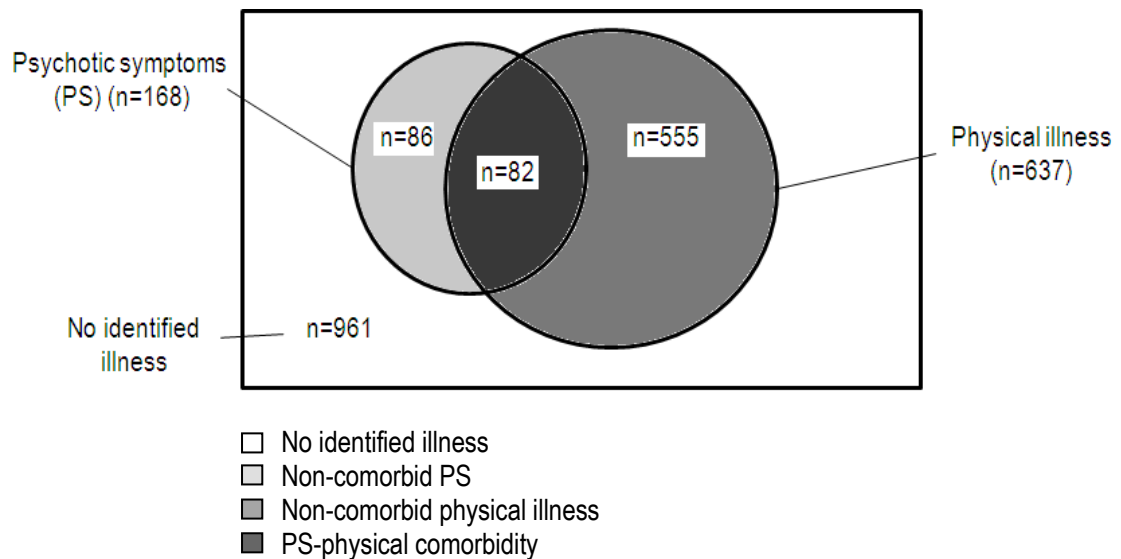 Psychotic symptoms
(PS) (n=168)
n=86
n=82
n=555
Physical illness
(n=637)
No identified
illness
n=961
No identified illness
Non-comorbid PS
Non-comorbid physical illness
PS-physical comorbidity